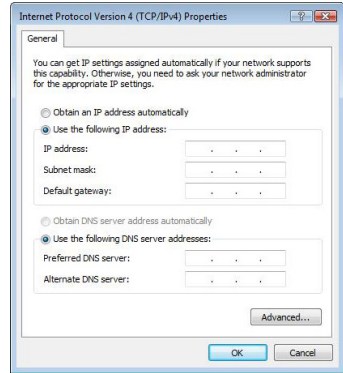 Internet Protocol Version 4 (TCP/IPv4) Properties
General
You can get IP settings assigned automatically if your network supports
this capability. Otherwise, you need to ask your network administrator
for the appropriate IP settings.
Obtain an IP address automatically
Use the following IP address:
IP address:
Subnet mask:
Default gateway:
Obtain DNS server address automatically
Use the following DNS server addresses:
Preferred DNS server:
Alternate DNS server:
Advanced...
OK Cancel